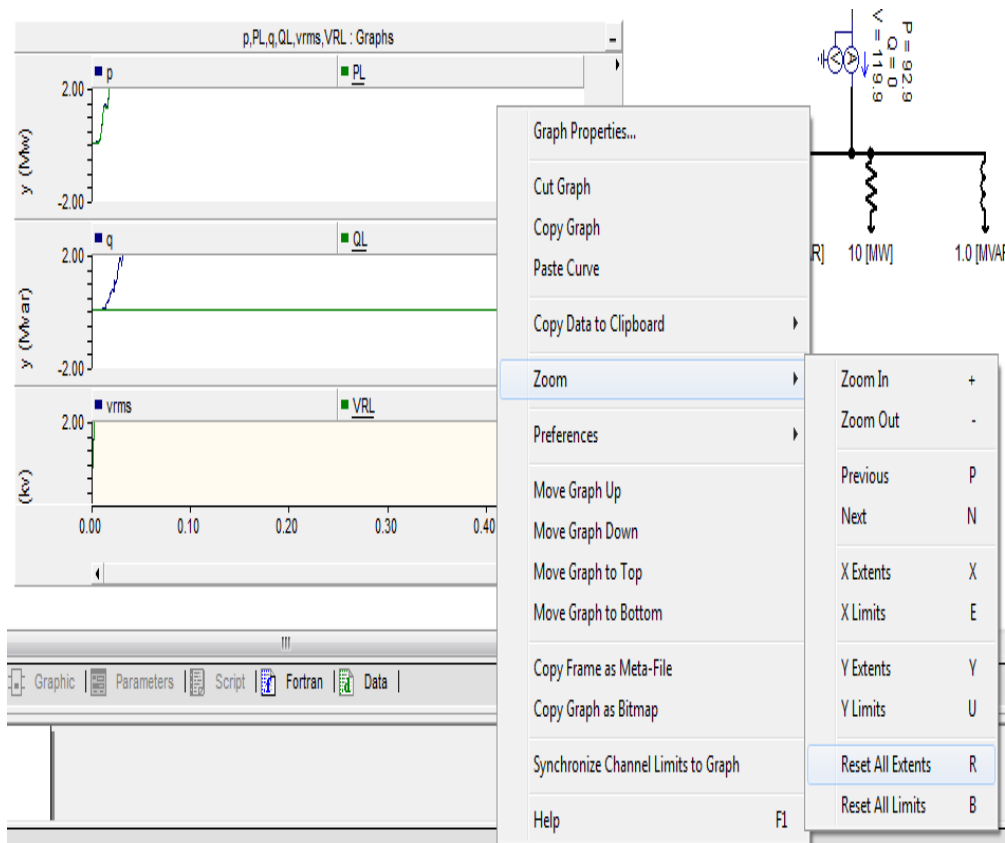 p,PL,q,QL,vrms,VRL : Graphs
p
PL
2.00
y (Mw)
-2.00
q
QL
2.00
y (Mvar)
-2.00
vrms
VRL
2.00
(kv)
0.00 0.10 0.20 0.30 0.40
Graphic
Parameters
Script
Fortran
Data
P = 92.9
Q = 0
V = 119.9
A
V
R] 10 [MW] 1.0 [MVAR
Graph Properties...
Cut Graph
Copy Graph
Paste Curve
Copy Data to Clipboard
Zoom
Preferences
Move Graph Up
Move Graph Down
Move Graph to Top
Move Graph to Bottom
Copy Frame as Meta-File
Copy Graph as Bitmap
Synchronize Channel Limits to Graph
Help F1
Zoom In +
Zoom Out -
Previous P
Next N
X Extents X
X Limits E
Y Extents Y
Y Limits U
Reset All Extents R
Reset All Limits B